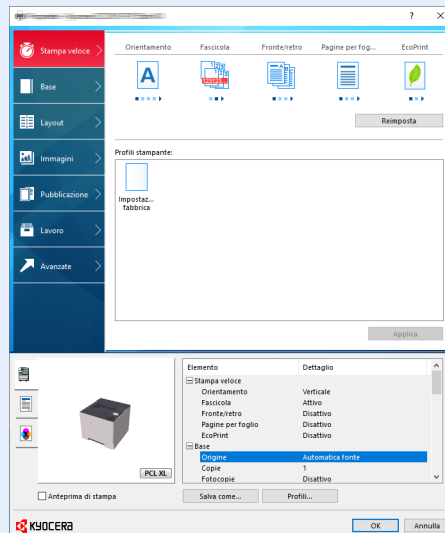 Stampa veloce
Base
Layout
Immagini
Pubblicazione
Lavoro
Avanzate
Orientamento Fascicola Fronte/retro Pagine per fog... EcoPrint
A
123123...
Reimposta
Profili stampante:
Impostaz...
fabbrica
Applica
PCL XL
Anteprima di stampa
Elemento Dettaglio
Stampa veloce
Orientamento Verticale
Fascicola Attivo
Fronte/retro Disattivo
Pagine per foglio Disattivo
EcoPrint Disattivo
Base
Origine Automatica fonte
Copie 1
Fotocopie Disattivo
Salva come... Profili...
KYOCERA
OK Annulla